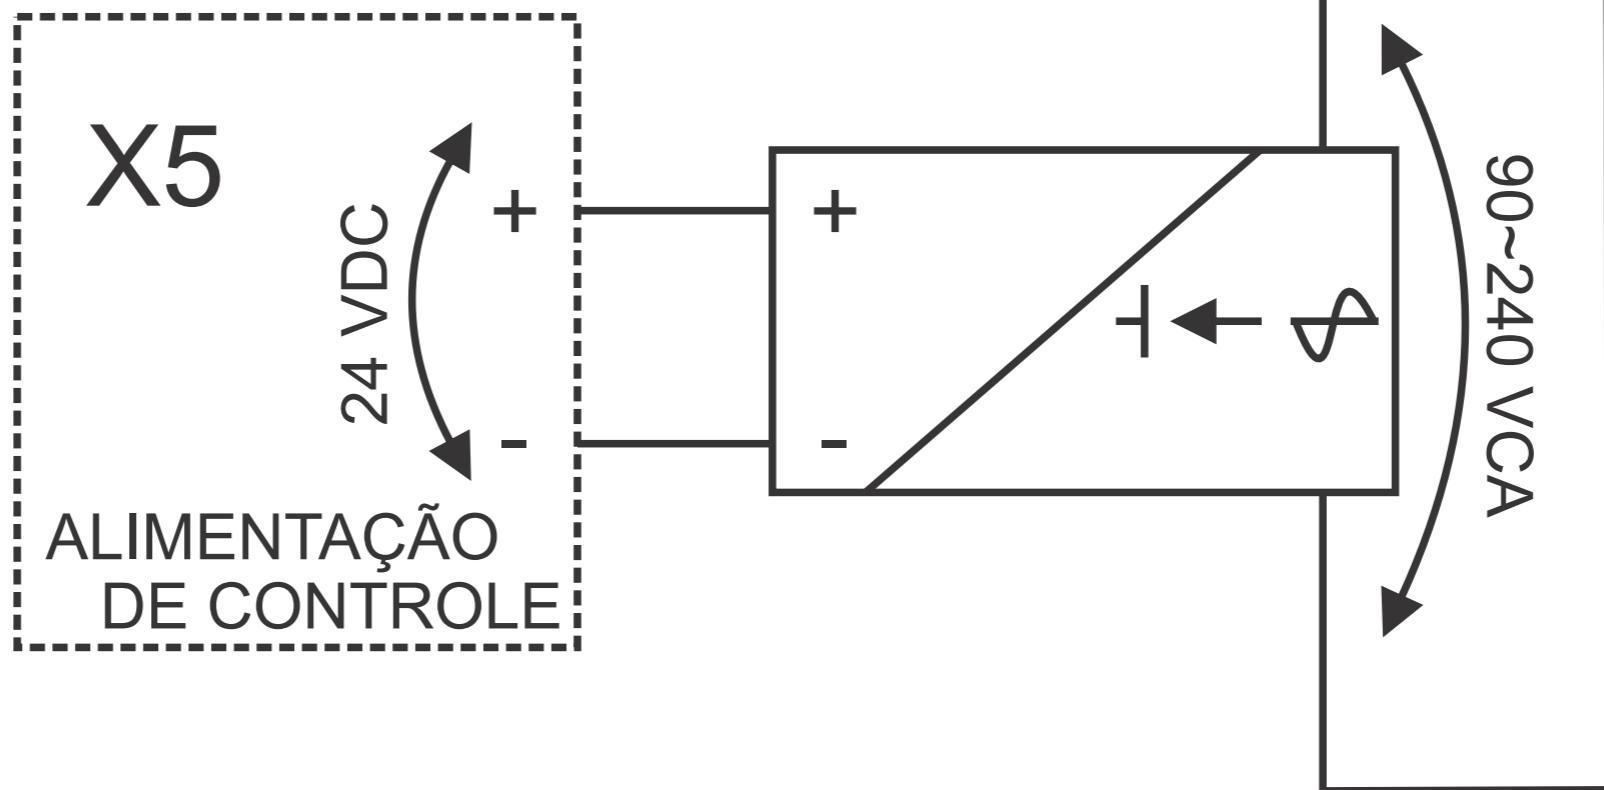 X5
24 VDC
+
-
ALIMENTAÇÃO
DE CONTROLE
+
-
90~240 VCA